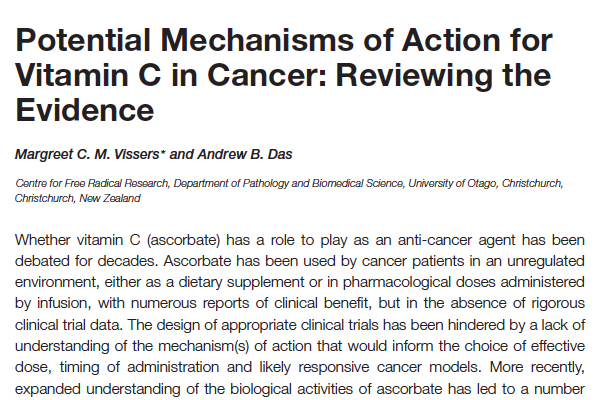 Potential Mechanisms of Action for
Vitamin C in Cancer: Reviewing the
Evidence
Margreet C. M. Vissers* and Andrew B. Das
Centre for Free Radical Research, Department of Pathology and Biomedical Science, University of Otago, Christchurch,
Christchurch, New Zealand
Whether vitamin C (ascorbate) has a role to play as an anti-cancer agent has been
debated for decades. Ascorbate has been used by cancer patients in an unregulated
environment, either as a dietary supplement or in pharmacological doses administered
by infusion, with numerous reports of clinical benefit, but in the absence of rigorous
clinical trial data. The design of appropriate clinical trials has been hindered by a lack of
understanding of the mechanism(s) of action that would inform the choice of effective
dose, timing of administration and likely responsive cancer models. More recently,
expanded understanding of the biological activities of ascorbate has led to a number